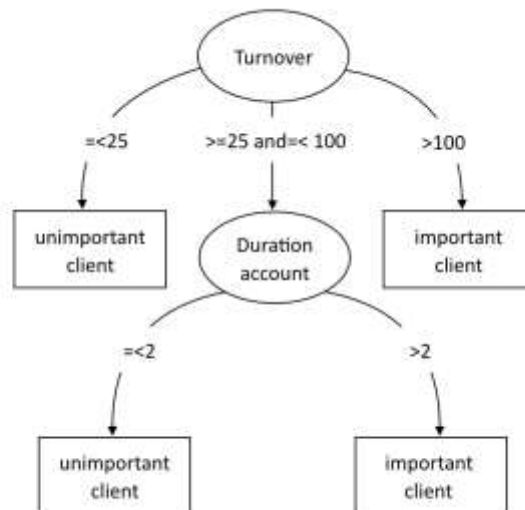 Turnover
=<25
>=25 and=< 100
>100
unimportant
client
Duration
account
important
client
=<2
>2
unimportant
client
important
client